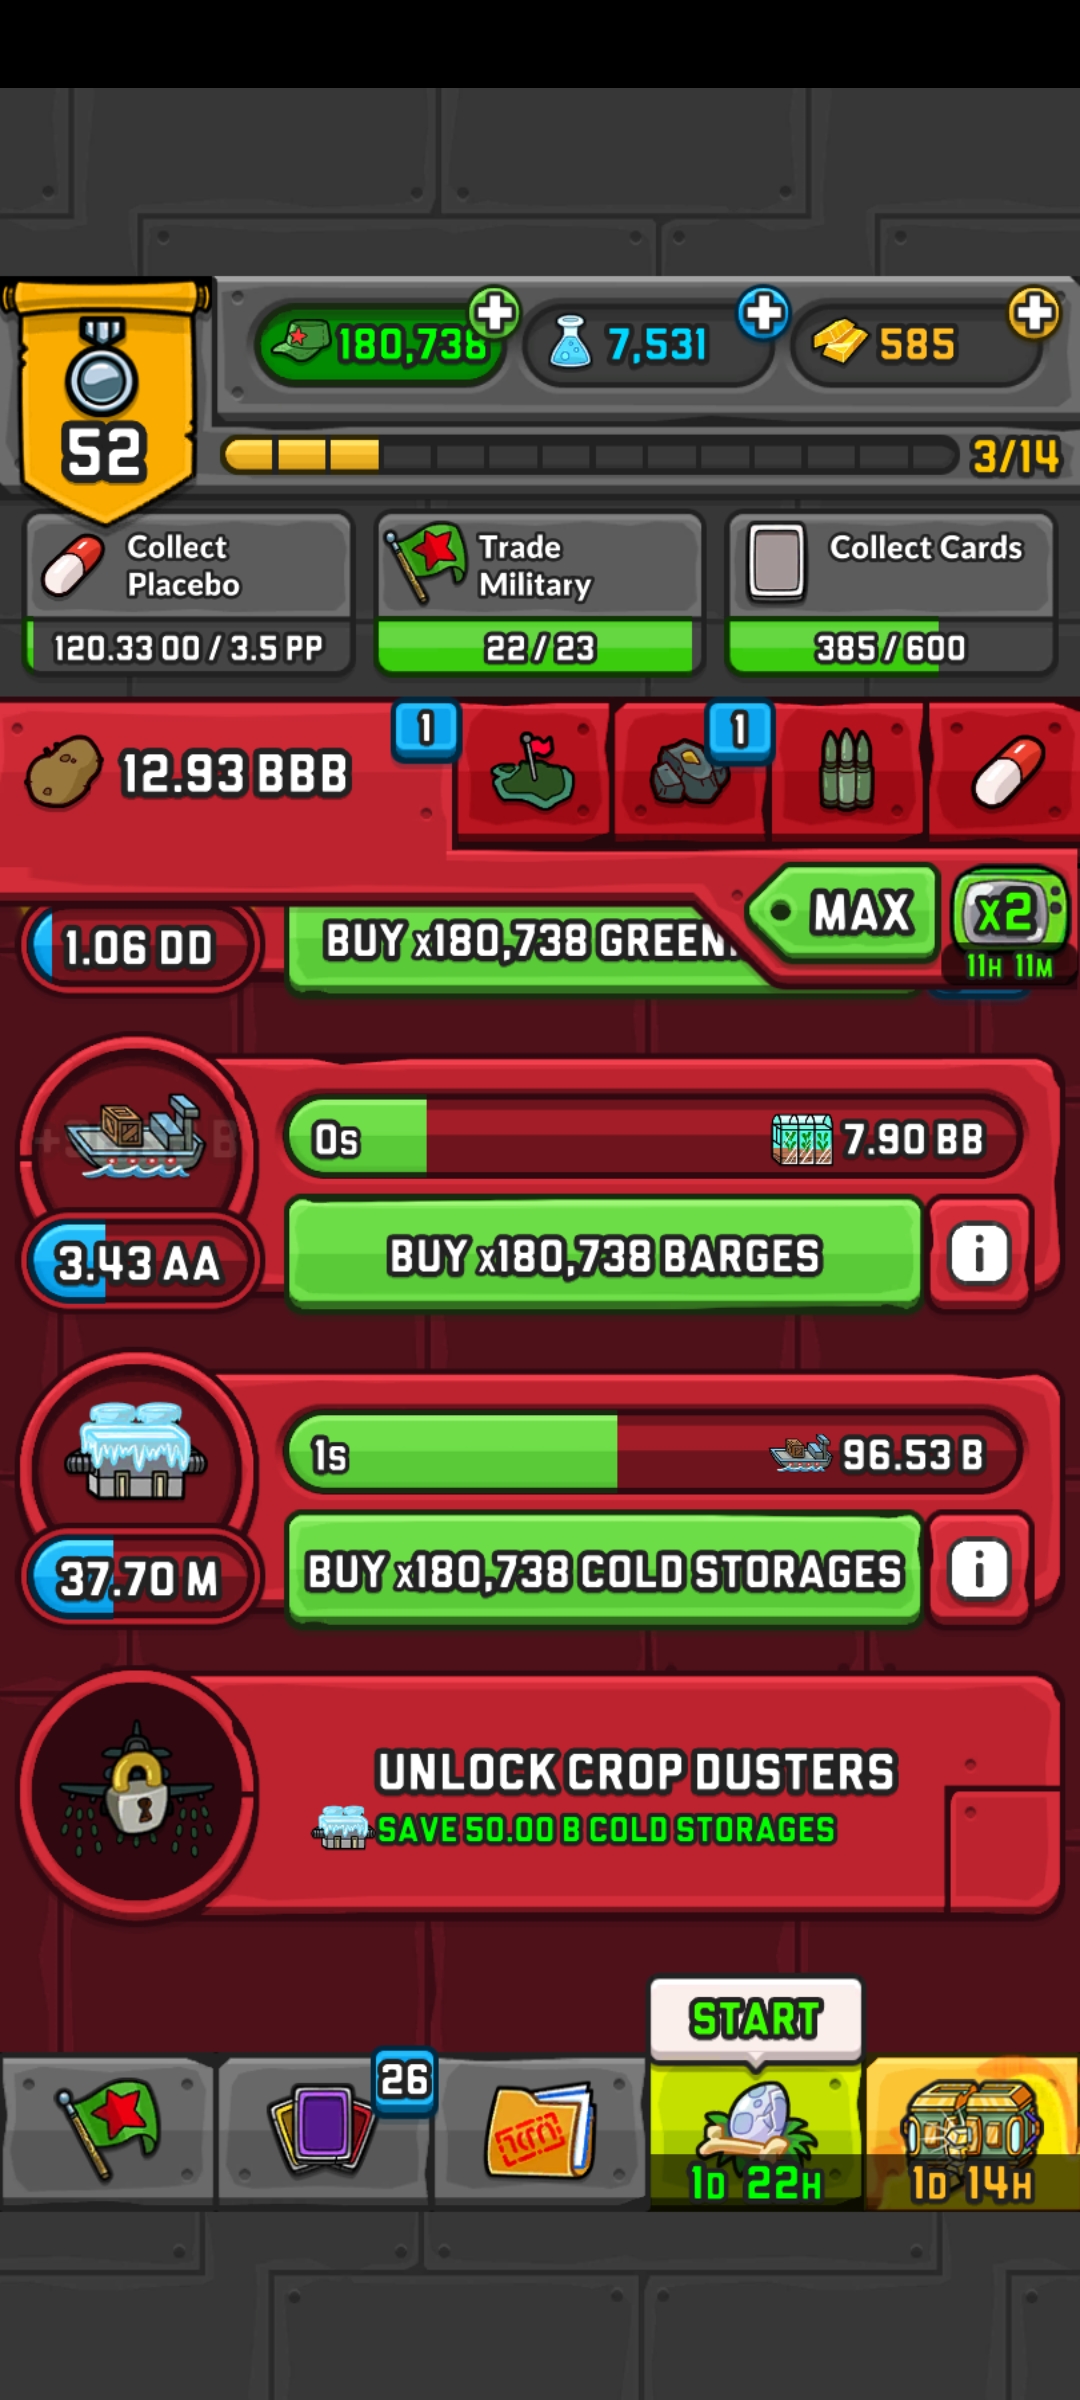 180,738
7,531
585
52
3/14
Collect Placebo
120.33 OO / 3.5 PP
Trade Military
22 / 23
Collect Cards
385 / 600
12.93 BBB
1
1
MAX
x2
11H 11M
1.06 DD
BUY x180,738 GREEN
0s
7.90 BB
3.43 AA
BUY x180,738 BARGES
i
1s
96.53 B
37.70 M
BUY x180,738 COLD STORAGES
i
UNLOCK CROP DUSTERS
SAVE 50.00 B COLD STORAGES
START
26
1D 22H
1D 14H